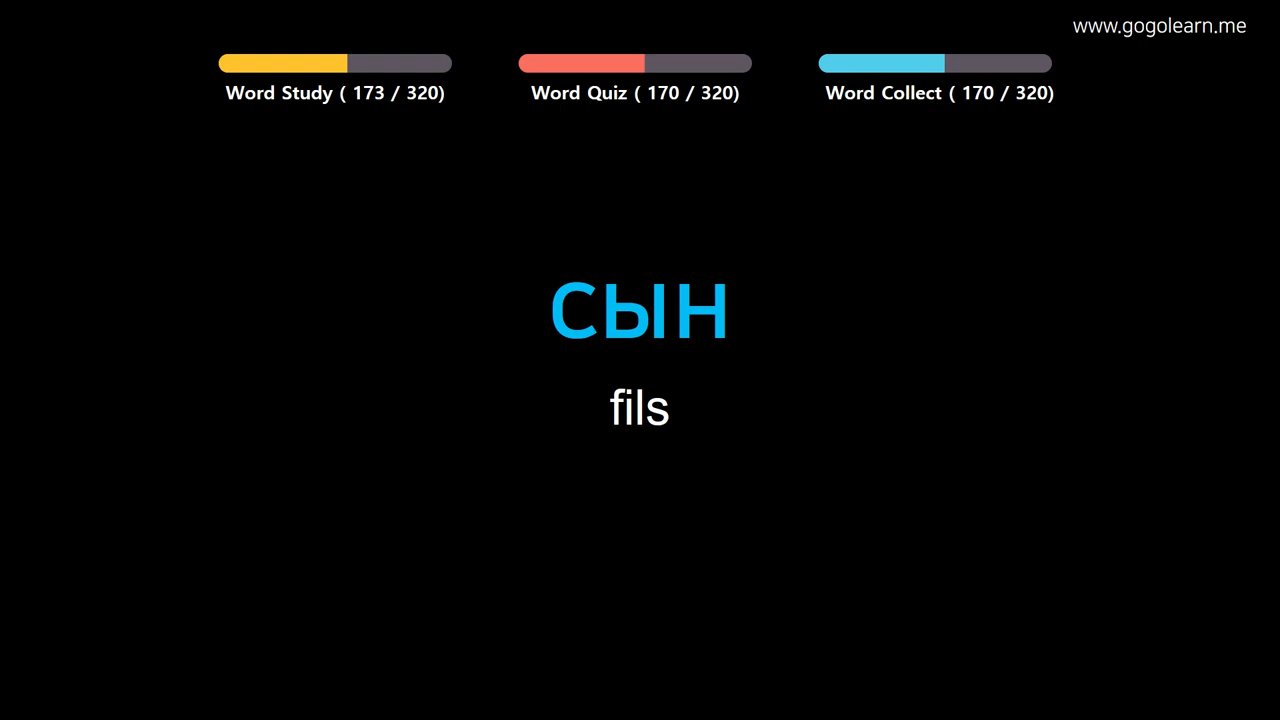 www.gogolearn.me
Word Study ( 173 / 320)
Word Quiz ( 170 / 320)
Word Collect ( 170 / 320)
сын
fils